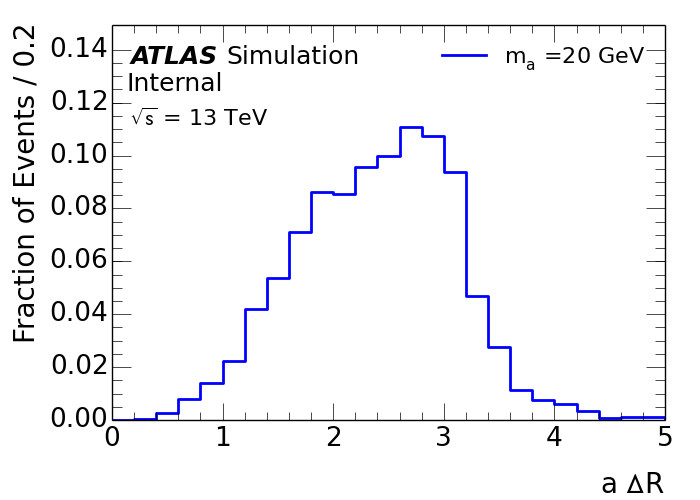 ATLAS Simulation
Internal
√s = 13 TeV
mₐ =20 GeV
Fraction of Events / 0.2
0.14
0.12
0.10
0.08
0.06
0.04
0.02
0.00
0 1 2 3 4 5
a ΔR